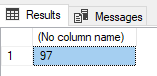 Results Messages
(No column name)
1 97